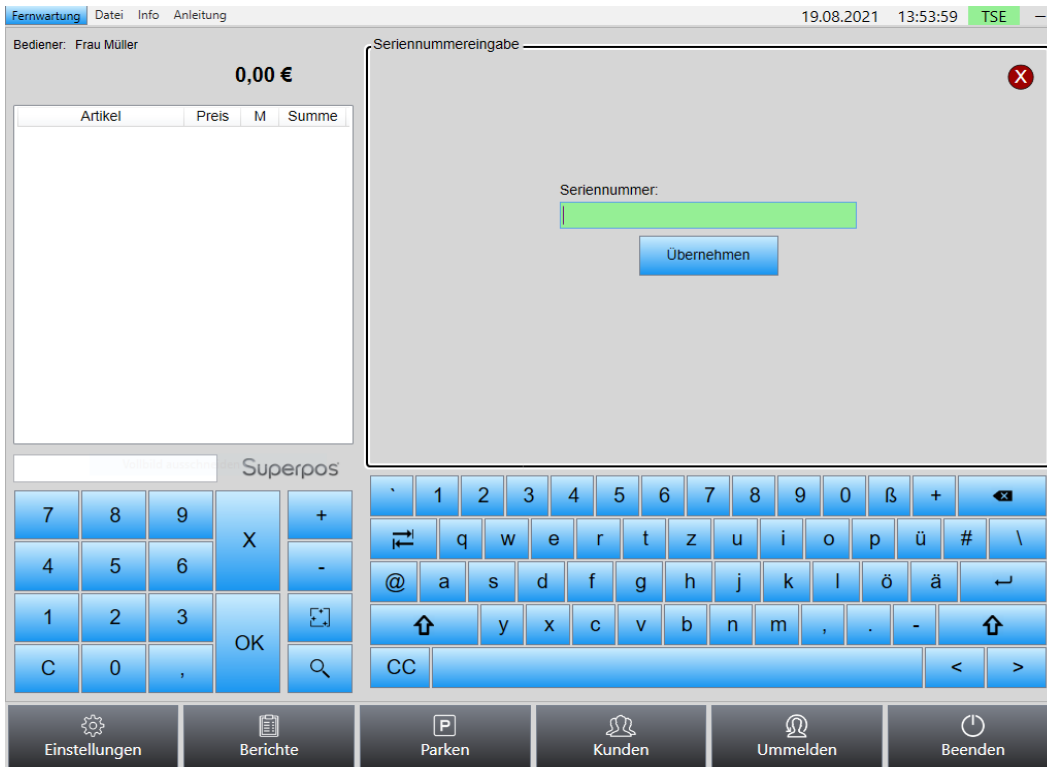 Fernwartung Datei Info Anleitung 19.08.2021 13:53:59 TSE
Bediener: Frau Müller
0,00 €
Artikel Preis M Summe
Seriennummereingabe
X
Seriennummer:
Übernehmen
Superpos
7 8 9 X +
4 5 6 -
1 2 3 OK
C 0 ,
` 1 2 3 4 5 6 7 8 9 0 ß +
q w e r t z u i o p ü # \
@ a s d f g h j k l ö ä
y x c v b n m , . -
CC < >
P
Einstellungen Berichte Parken Kunden Ummelden Beenden